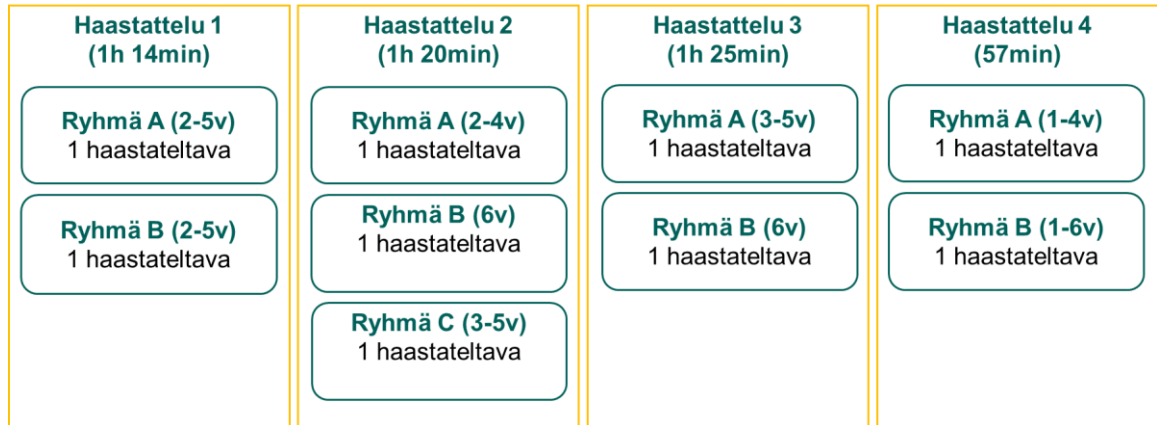 Haastattelu 1
(1h 14min)
Ryhmä A (2-5v)
1 haastateltava
Ryhmä B (2-5v)
1 haastateltava
Haastattelu 2
(1h 20min)
Ryhmä A (2-4v)
1 haastateltava
Ryhmä B (6v)
1 haastateltava
Ryhmä C (3-5v)
1 haastateltava
Haastattelu 3
(1h 25min)
Ryhmä A (3-5v)
1 haastateltava
Ryhmä B (6v)
1 haastateltava
Haastattelu 4
(57min)
Ryhmä A (1-4v)
1 haastateltava
Ryhmä B (1-6v)
1 haastateltava